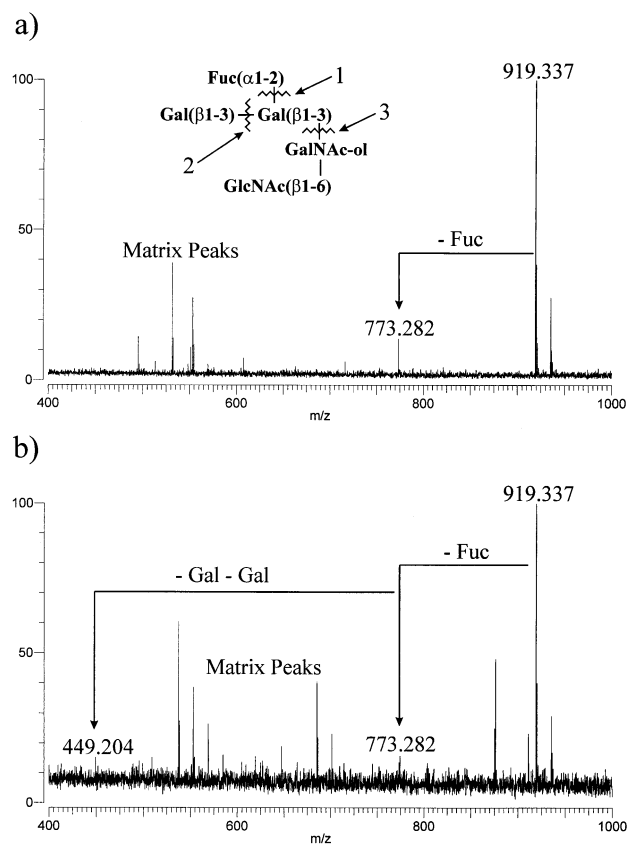 a)
919.337
100
Fuc(α1-2)
1
Gal(β1-3)
Gal(β1-3)
3
GalNAc-ol
2
GlcNAc(β1-6)
50
Matrix Peaks
- Fuc
773.282
0
400
600
800
1000
m/z
b)
919.337
100
- Fuc
- Gal - Gal
50
Matrix Peaks
449.204
773.282
0
400
600
800
1000
m/z